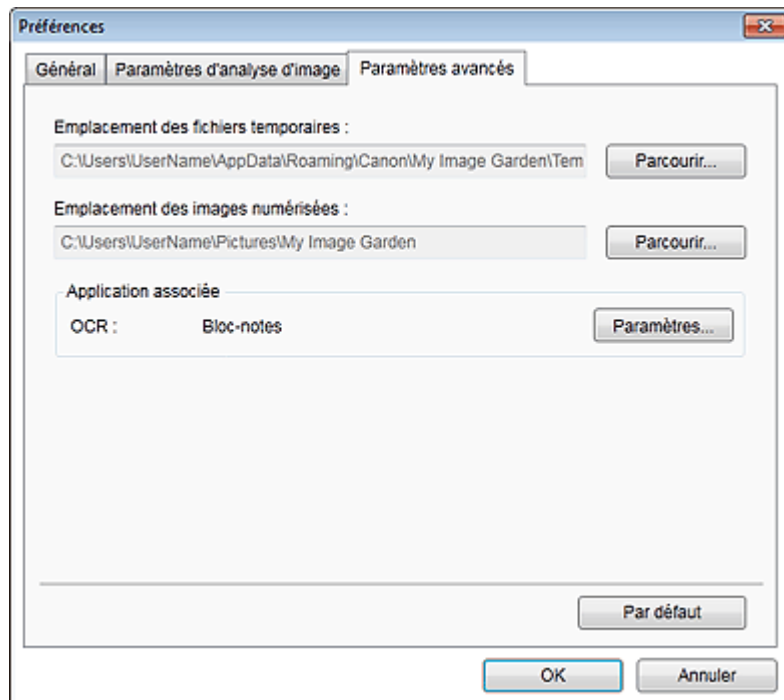 Préférences
Général Paramètres d'analyse d'image Paramètres avancés
Emplacement des fichiers temporaires :
C:\Users\UserName\AppData\Roaming\Canon\My Image Garden\Tem Parcourir...
Emplacement des images numérisées :
C:\Users\UserName\Pictures\My Image Garden Parcourir...
Application associée
OCR : Bloc-notes Paramètres...
Par défaut
OK Annuler